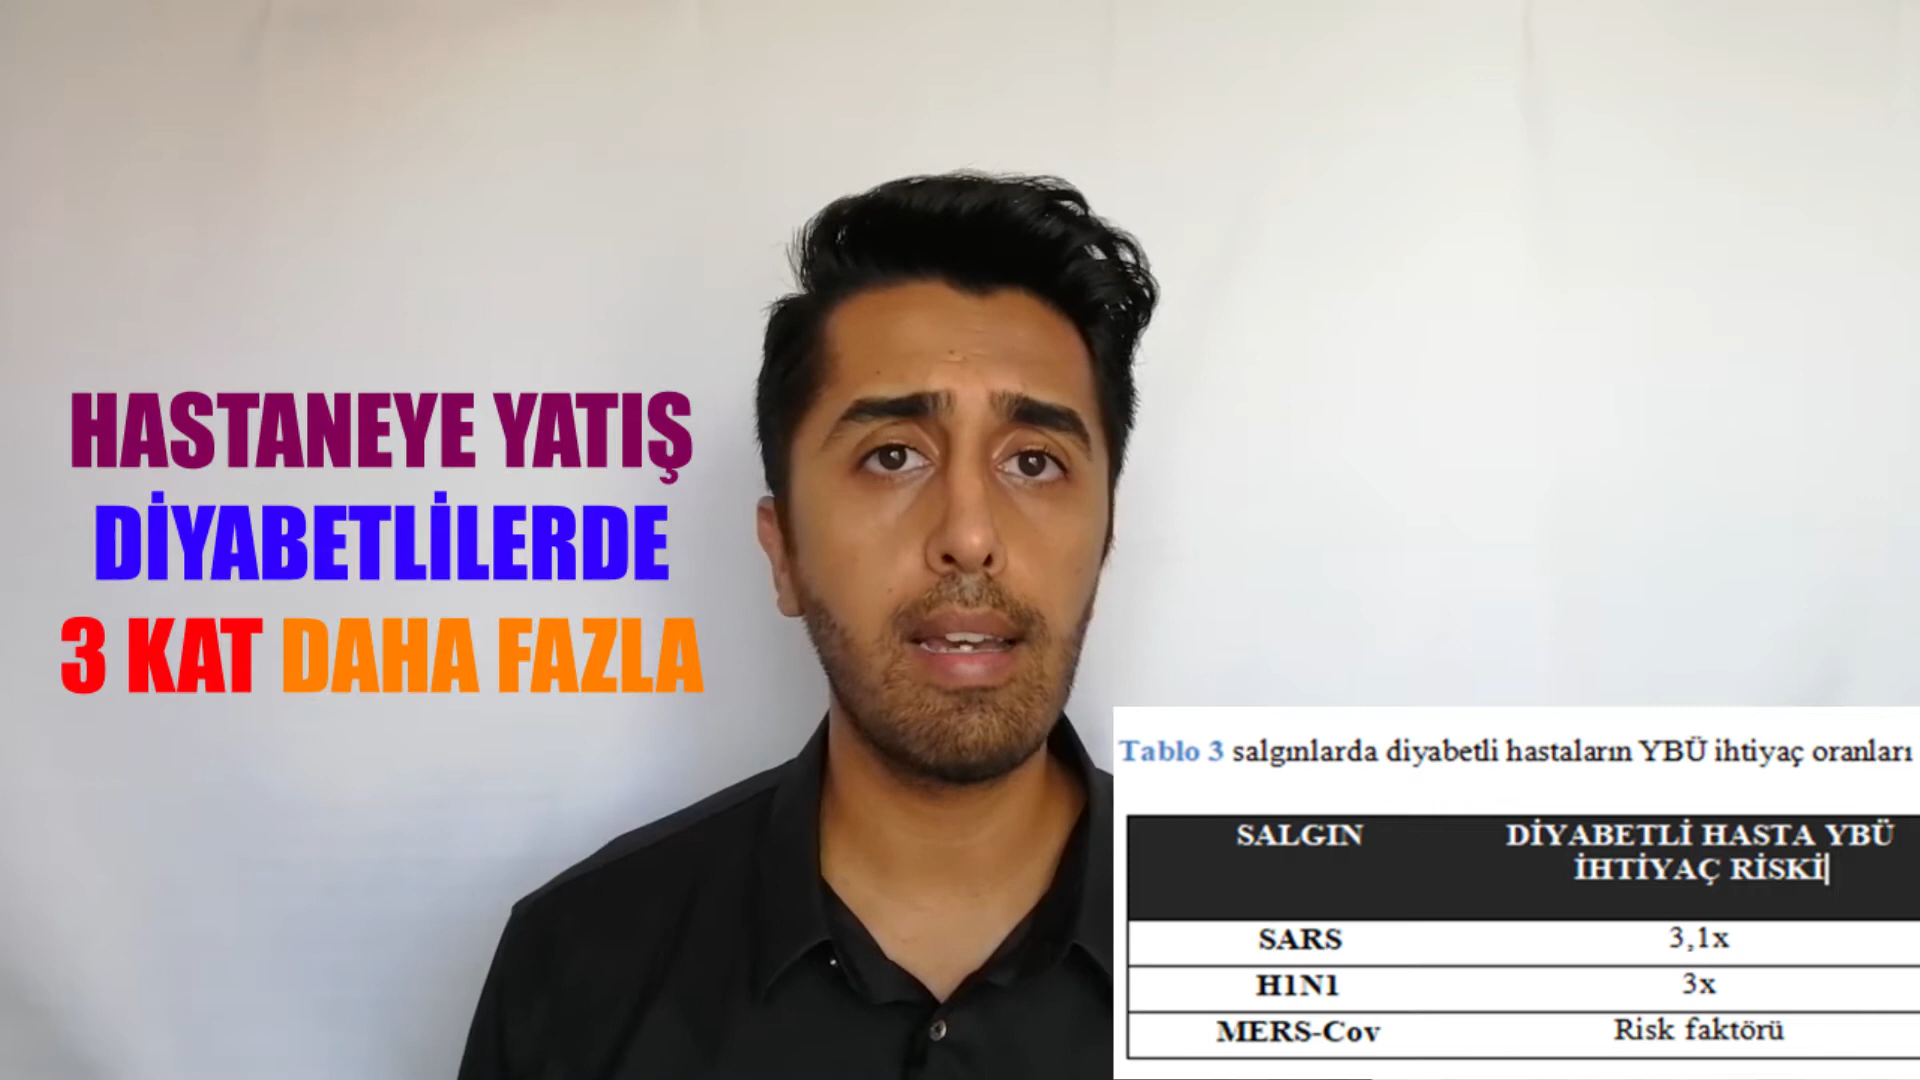 HASTANEYE YATIŞ
DİYABETLİLERDE
3 KAT DAHA FAZLA
Tablo 3 salgınlarda diyabetli hastaların YBÜ ihtiyaç oranları
SALGIN DİYABETLİ HASTA YBÜ
İHTİYAÇ RİSKİ
SARS 3,1x
H1N1 3x
MERS-Cov Risk faktörü